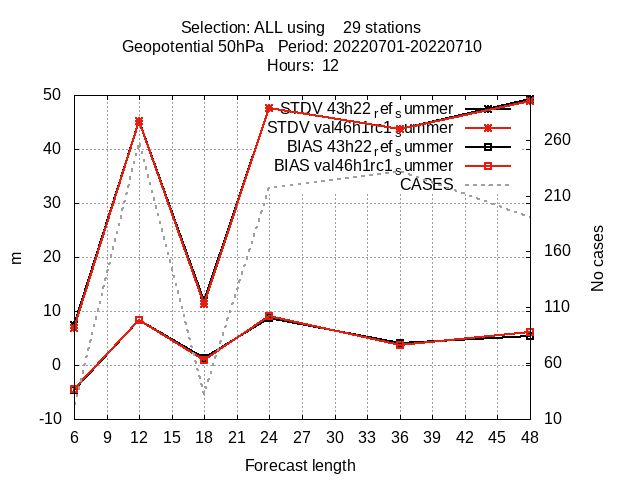 Selection: ALL using 29 stations
Geopotential 50hPa Period: 20220701-20220710
Hours: 12
STDV 43h22_ref_summer
STDV val46h1rc1_summer
BIAS 43h22_ref_summer
BIAS val46h1rc1_summer
CASES
50
40
30
20
10
0
-10
m
260
210
160
110
60
10
No cases
6 9 12 15 18 21 24 27 30 33 36 39 42 45 48
Forecast length